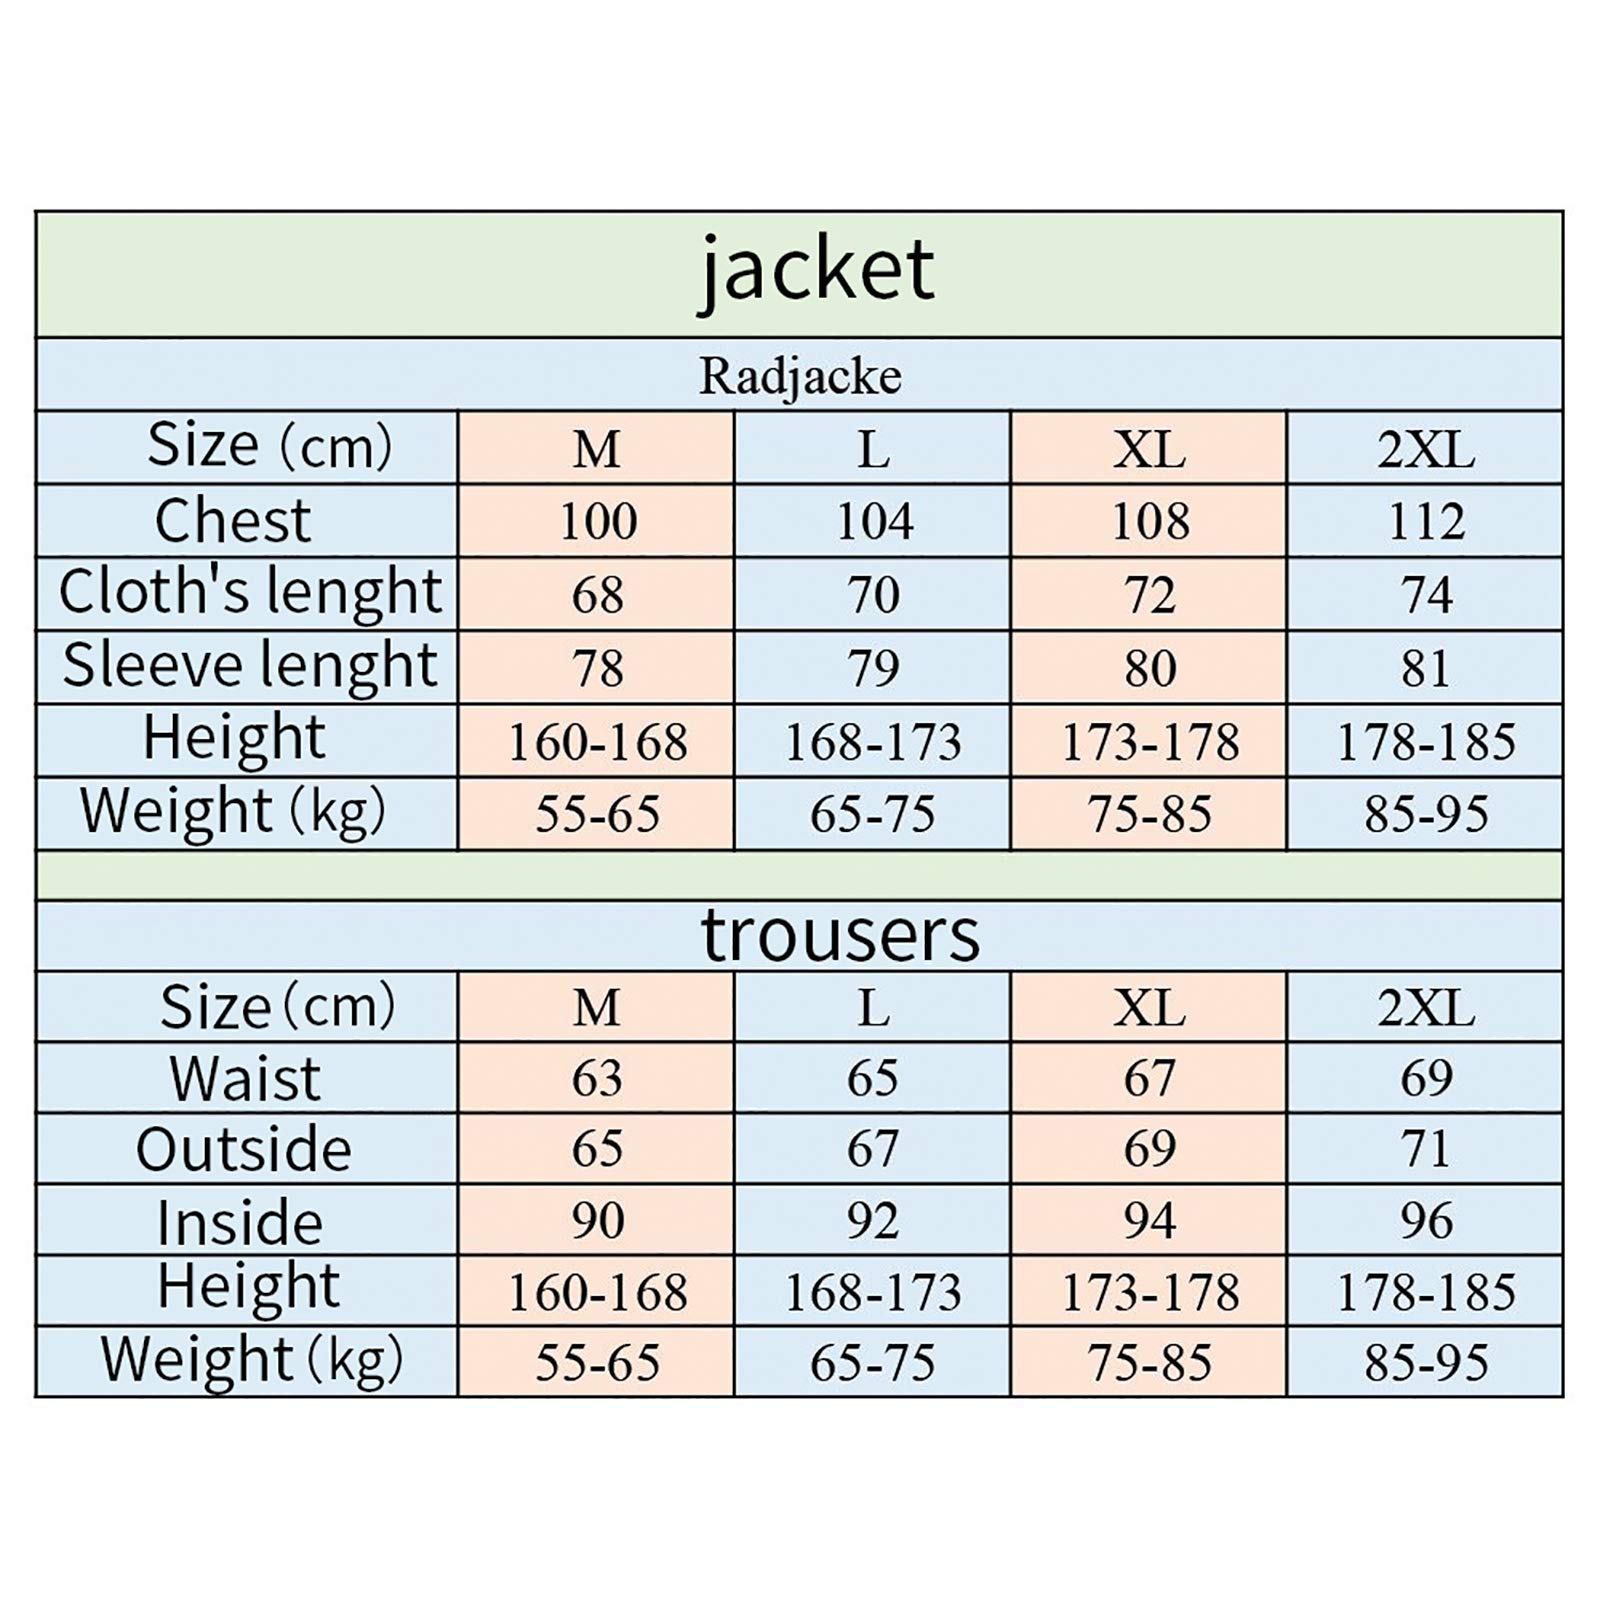 jacket
Radjacke
Size (cm) M L XL 2XL
Chest 100 104 108 112
Cloth's lenght 68 70 72 74
Sleeve lenght 78 79 80 81
Height 160-168 168-173 173-178 178-185
Weight (kg) 55-65 65-75 75-85 85-95
trousers
Size (cm) M L XL 2XL
Waist 63 65 67 69
Outside 65 67 69 71
Inside 90 92 94 96
Height 160-168 168-173 173-178 178-185
Weight (kg) 55-65 65-75 75-85 85-95